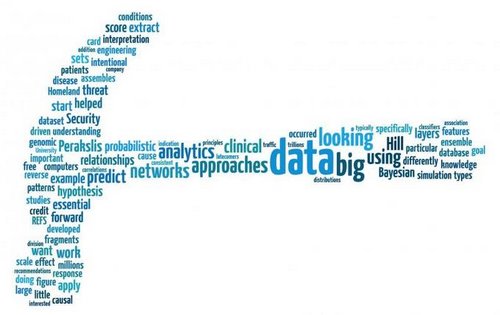 conditions
score extract
card interpretation
addition engineering
sets intentional
patients company
disease assembles
Homeland threat
start helped
dataset Security
driven understanding
genomic Perakslis probabilistic indication principles clinical traffic trillions occurred looking typically specifically classifiers association
University
important relationships cause analytics latecomers data big using Hill layers features
particular ensemble
database goal
free computers correlations consistent networks approaches differently knowledge
reverse example predict distributions Bayesian simulation types
patterns hypothesis
studies essential
credit
REFS forward
developed
fragments
division want work
scale effect millions
recommendations response
doing figure apply
large little
interested causal